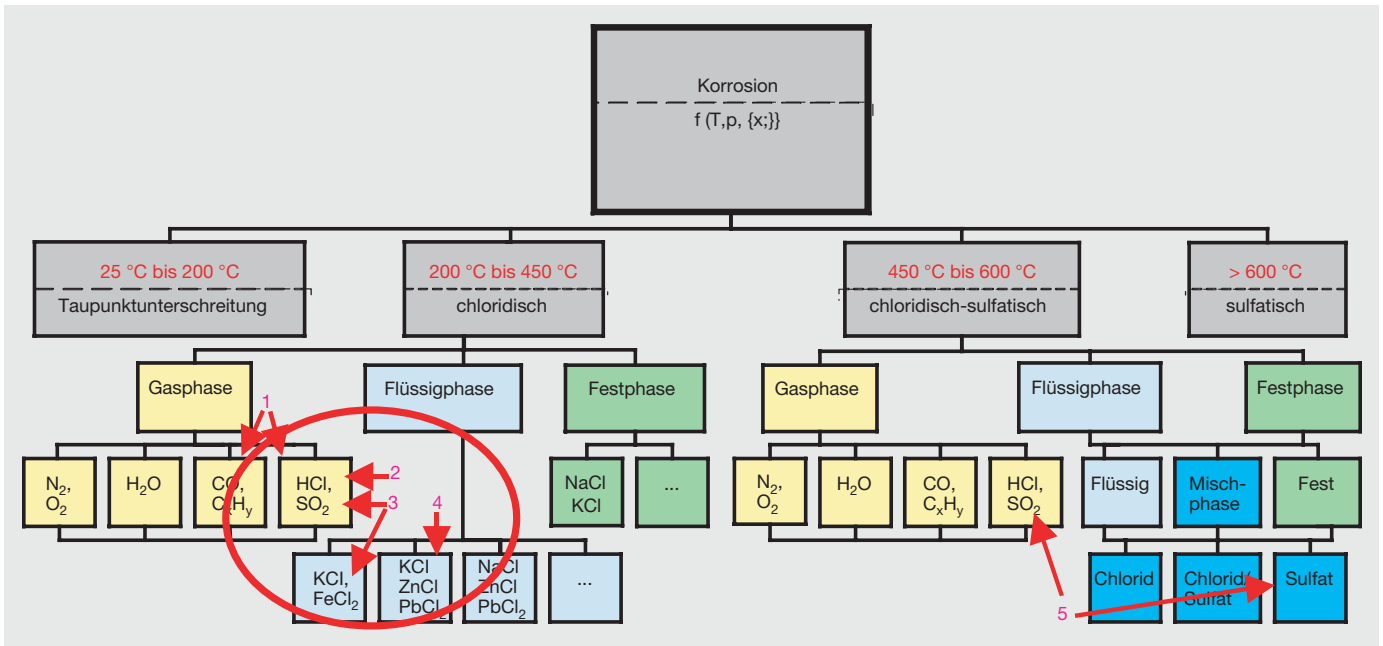 Korrosion
f (T,p, {x;}}
25 °C bis 200 °C
Taupunktunterschreitung
200 °C bis 450 °C
chloridisch
450 °C bis 600 °C
chloridisch-sulfatisch
> 600 °C
sulfatisch
Gasphase
Flüssigphase
Festphase
Gasphase
Flüssigphase
Festphase
1
N₂,
O₂
H₂O
CO,
CₓHᵧ
HCl,
SO₂
2
3
4
NaCl
KCl
...
N₂,
O₂
H₂O
CO,
CₓHᵧ
HCl,
SO₂
Flüssig
Misch-
phase
Fest
KCl,
FeCl₂
KCl
ZnCl
PbCl₂
NaCl
ZnCl
PbCl₂
...
5
Chlorid
Chlorid/
Sulfat
Sulfat